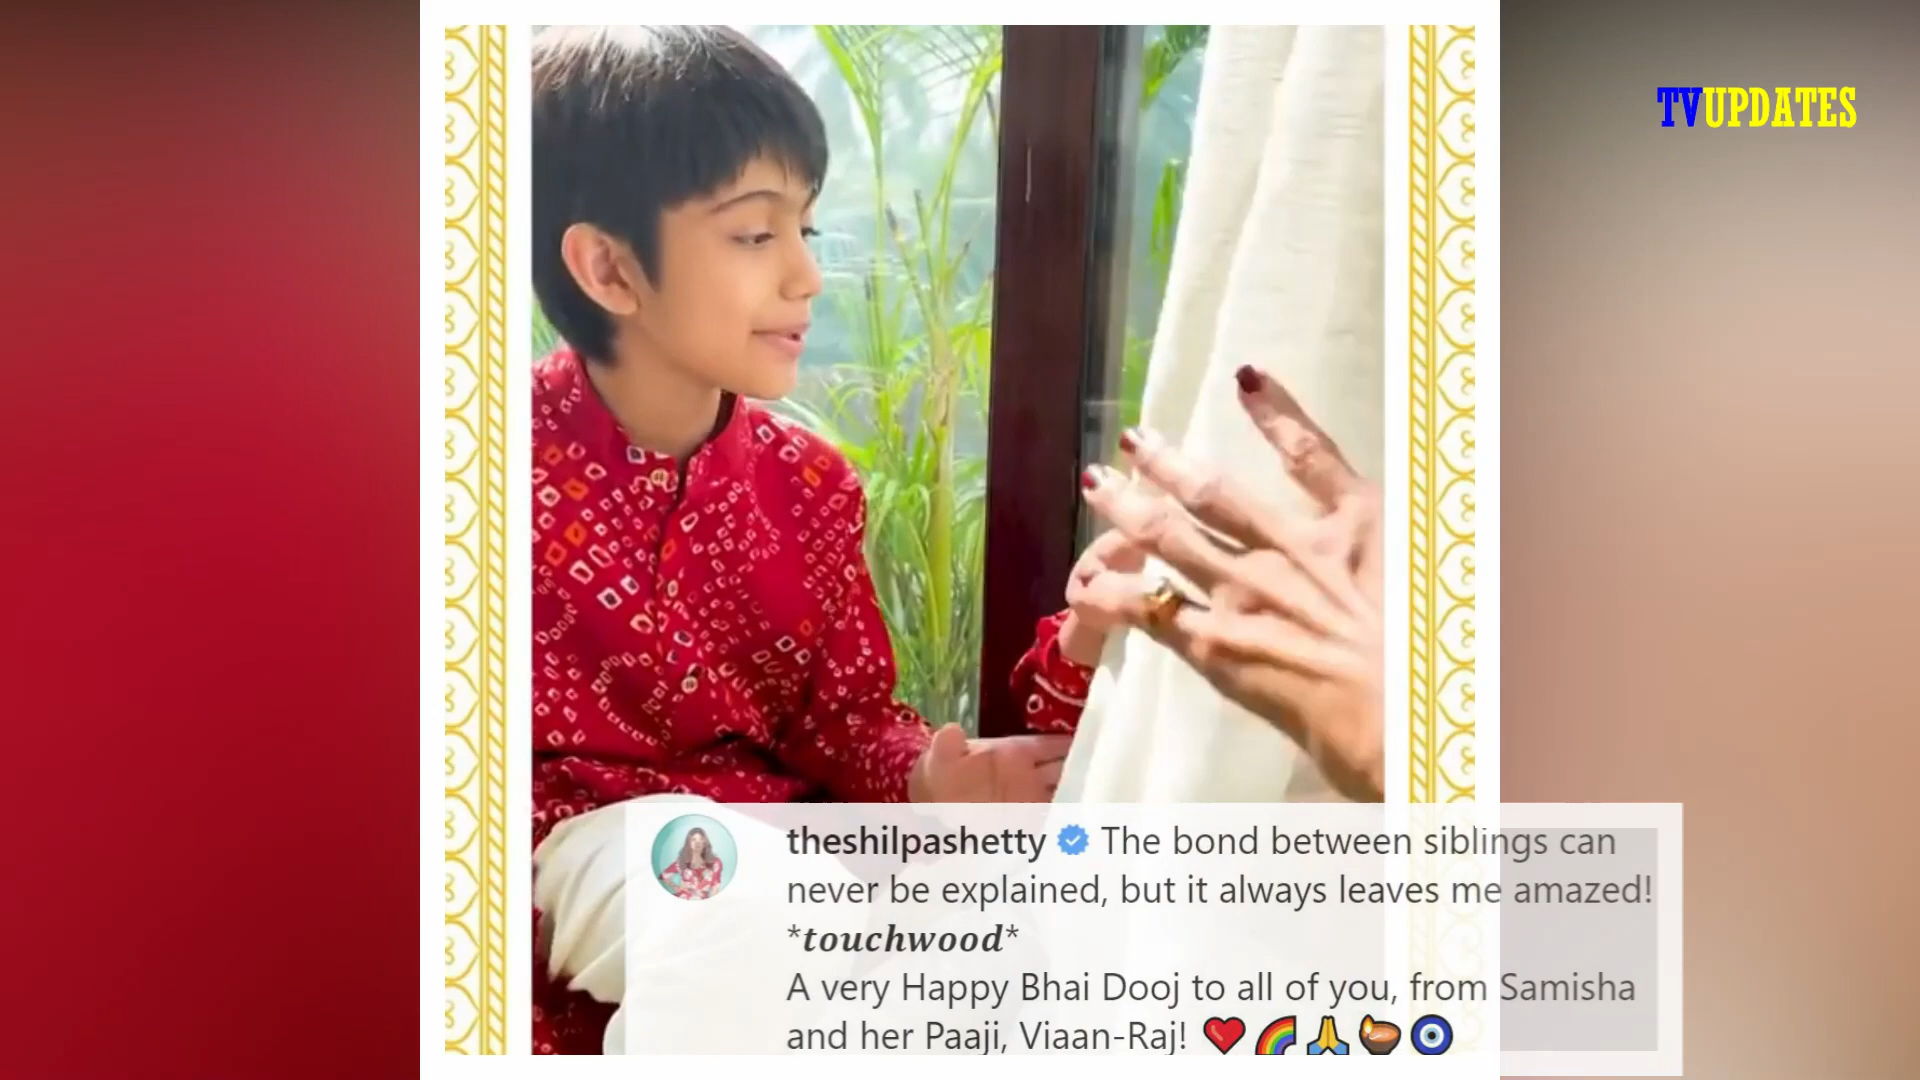 TVUPDATES
theshilpashetty The bond between siblings can
never be explained, but it always leaves me amazed!
*touchwood*
A very Happy Bhai Dooj to all of you, from Samisha
and her Paaji, Viaan-Raj! ❤️🌈🙏🪔🧿